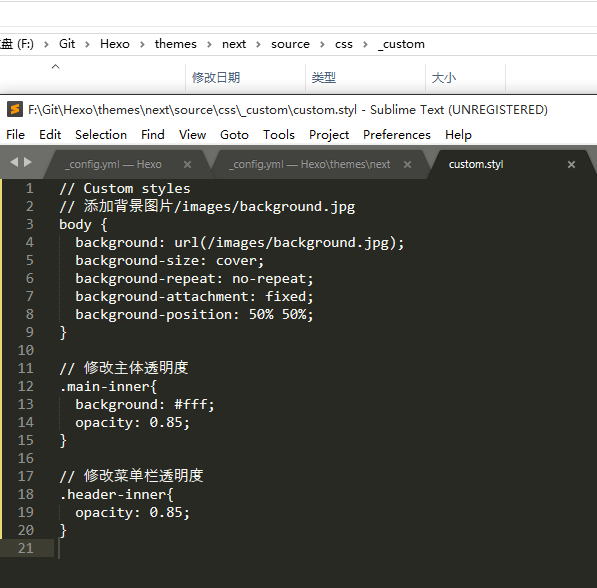 盘 (F:) › Git › Hexo › themes › next › source › css › _custom
修改日期 类型 大小
F:\Git\Hexo\themes\next\source\css\_custom\custom.styl - Sublime Text (UNREGISTERED)
File Edit Selection Find View Goto Tools Project Preferences Help
_config.yml — Hexo × _config.yml — Hexo\themes\next × custom.styl ×
1 // Custom styles
2 // 添加背景图片/images/background.jpg
3 body {
4 background: url(/images/background.jpg);
5 background-size: cover;
6 background-repeat: no-repeat;
7 background-attachment: fixed;
8 background-position: 50% 50%;
9 }
10
11 // 修改主体透明度
12 .main-inner{
13 background: #fff;
14 opacity: 0.85;
15 }
16
17 // 修改菜单栏透明度
18 .header-inner{
19 opacity: 0.85;
20 }
21